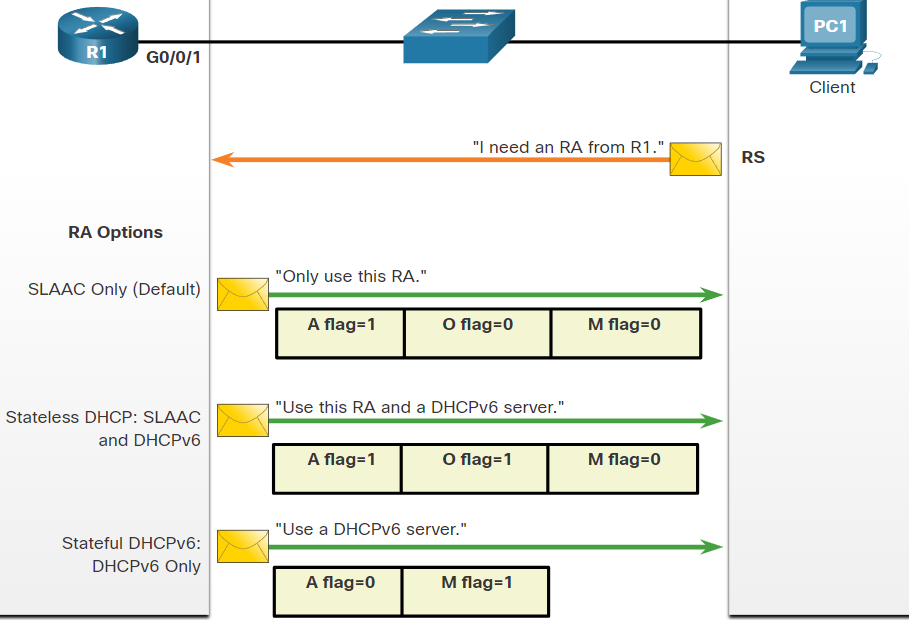 R1
G0/0/1
PC1
Client
"I need an RA from R1."
RS
RA Options
SLAAC Only (Default)
"Only use this RA."
A flag=1
O flag=0
M flag=0
Stateless DHCP: SLAAC
and DHCPv6
"Use this RA and a DHCPv6 server."
A flag=1
O flag=1
M flag=0
Stateful DHCPv6:
DHCPv6 Only
"Use a DHCPv6 server."
A flag=0
M flag=1